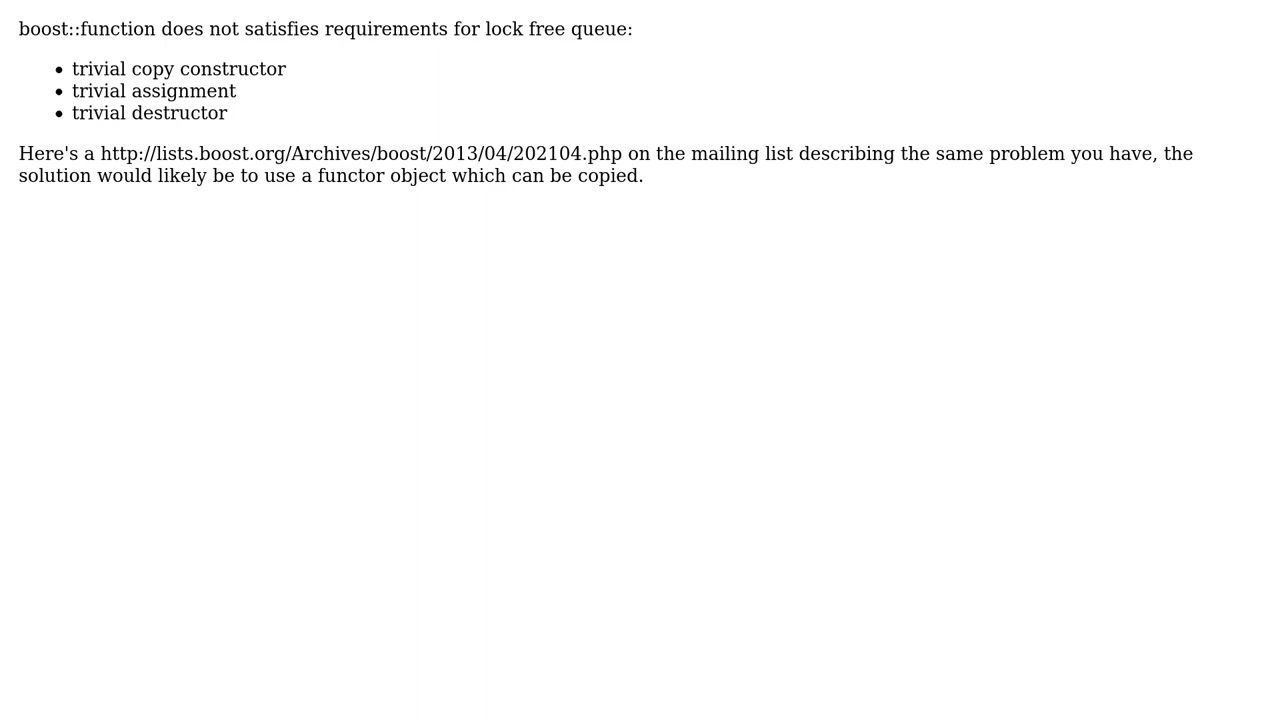 boost::function does not satisfies requirements for lock free queue:
• trivial copy constructor
• trivial assignment
• trivial destructor
Here's a http://lists.boost.org/Archives/boost/2013/04/202104.php on the mailing list describing the same problem you have, the
solution would likely be to use a functor object which can be copied.